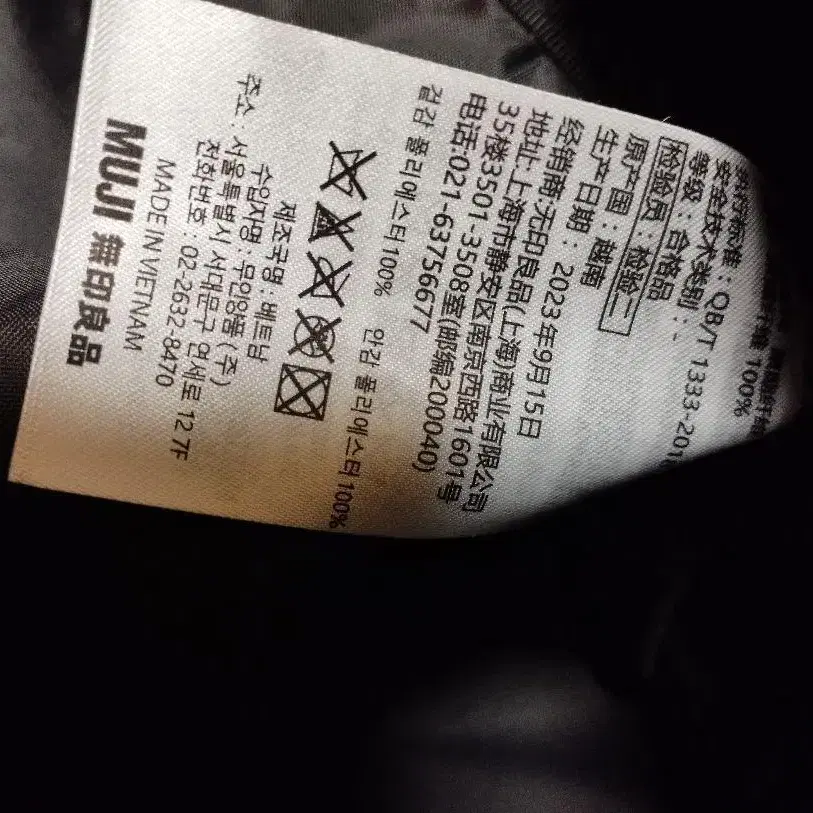 100%
执行标准：QB/T 1333-201
安全技术类别：-
等级：合格品
检验员：检验二
原产国：越南
生产日期：2023年9月15日
经销商:无印良品(上海)商业有限公司
地址:上海市静安区南京西路1601号
35楼3501-3508室(邮编200040)
电话:021-63756677
겉감 폴리에스터100% 안감 폴리에스터100%
제조국명:베트남
수입자명:무인양품(주)
주소:서울특별시 서대문구 연세로 12 7F
전화번호:02-2632-8470
MADE IN VIETNAM
MUJI 無印良品